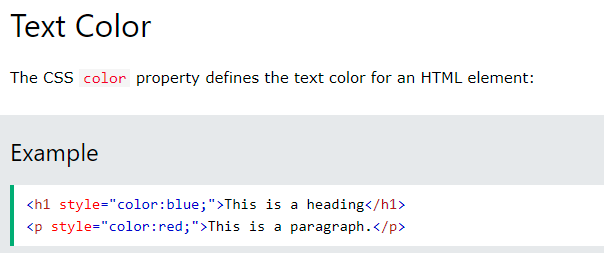 Text Color
The CSS color property defines the text color for an HTML element:
Example
<h1 style="color:blue;">This is a heading</h1>
<p style="color:red;">This is a paragraph.</p>